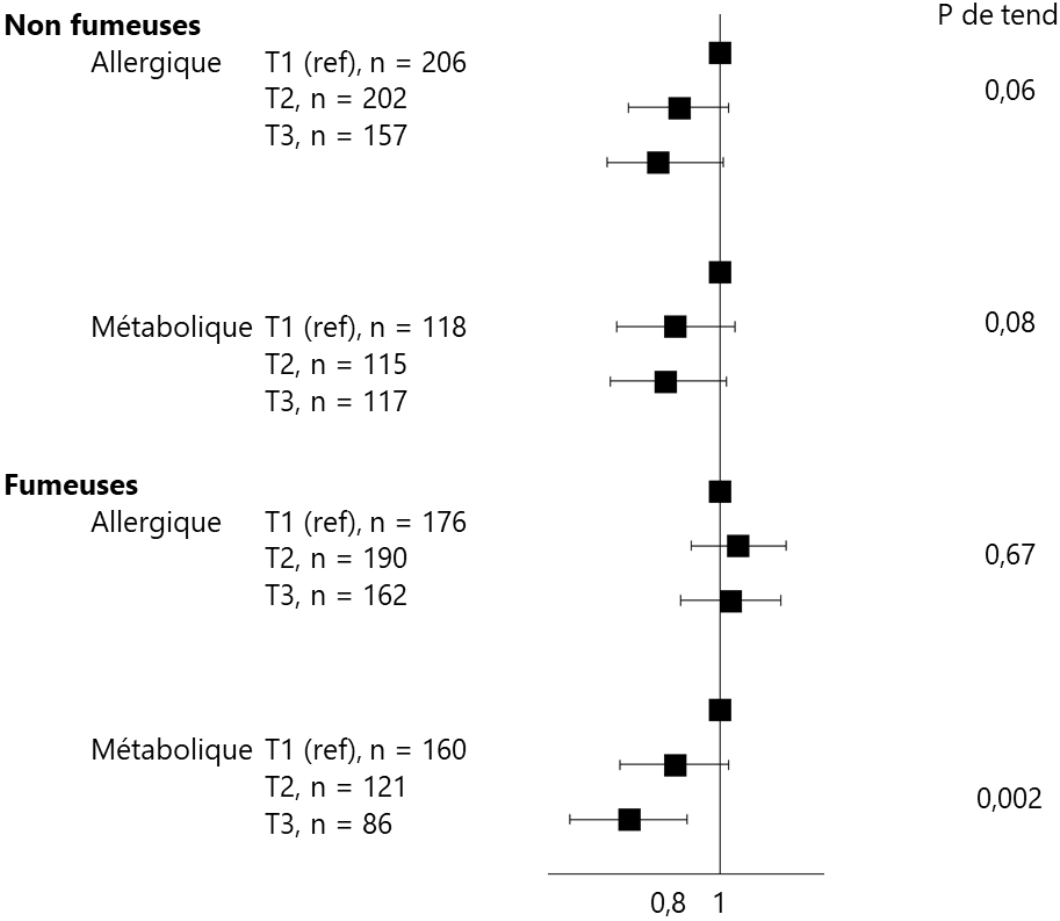 P de tend
Non fumeuses
Allergique T1 (ref), n = 206
0,06
T2, n = 202
T3, n = 157
Métabolique T1 (ref), n = 118
0,08
T2, n = 115
T3, n = 117
Fumeuses
Allergique T1 (ref), n = 176
T2, n = 190
0,67
T3, n = 162
Métabolique T1 (ref), n = 160
T2, n = 121
0,002
T3, n = 86
0,8 1